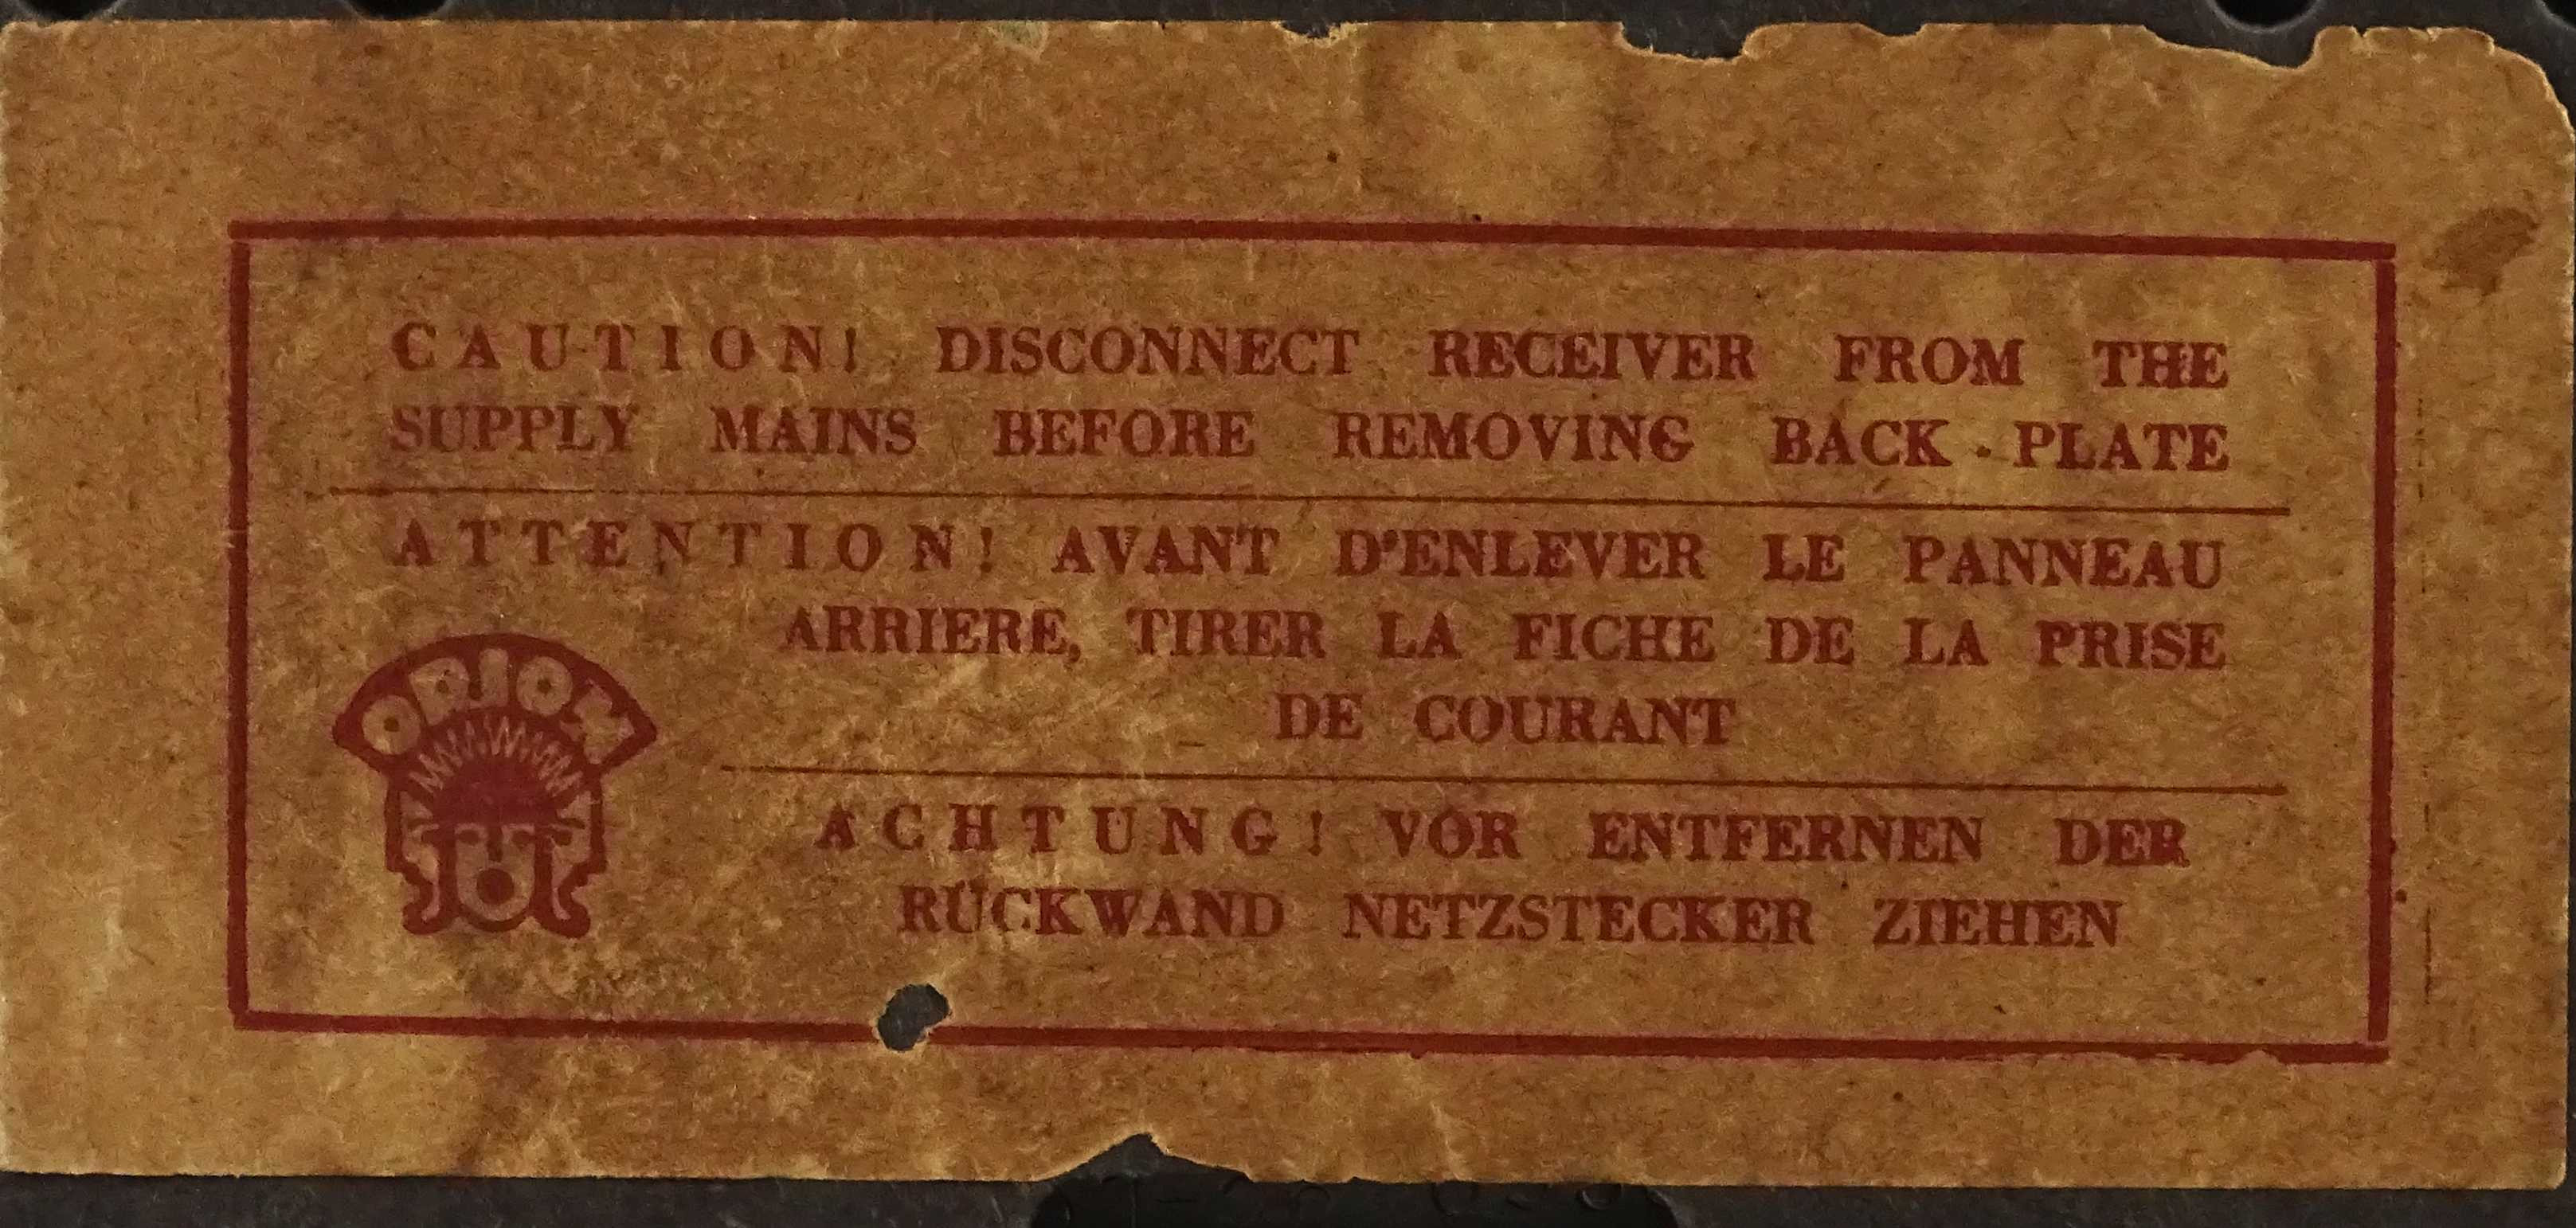 CAUTION! DISCONNECT RECEIVER FROM THE
SUPPLY MAINS BEFORE REMOVING BACK-PLATE
ATTENTION! AVANT D'ENLEVER LE PANNEAU
ARRIERE, TIRER LA FICHE DE LA PRISE
DE COURANT
ORION
ACHTUNG! VOR ENTFERNEN DER
RÜCKWAND NETZSTECKER ZIEHEN